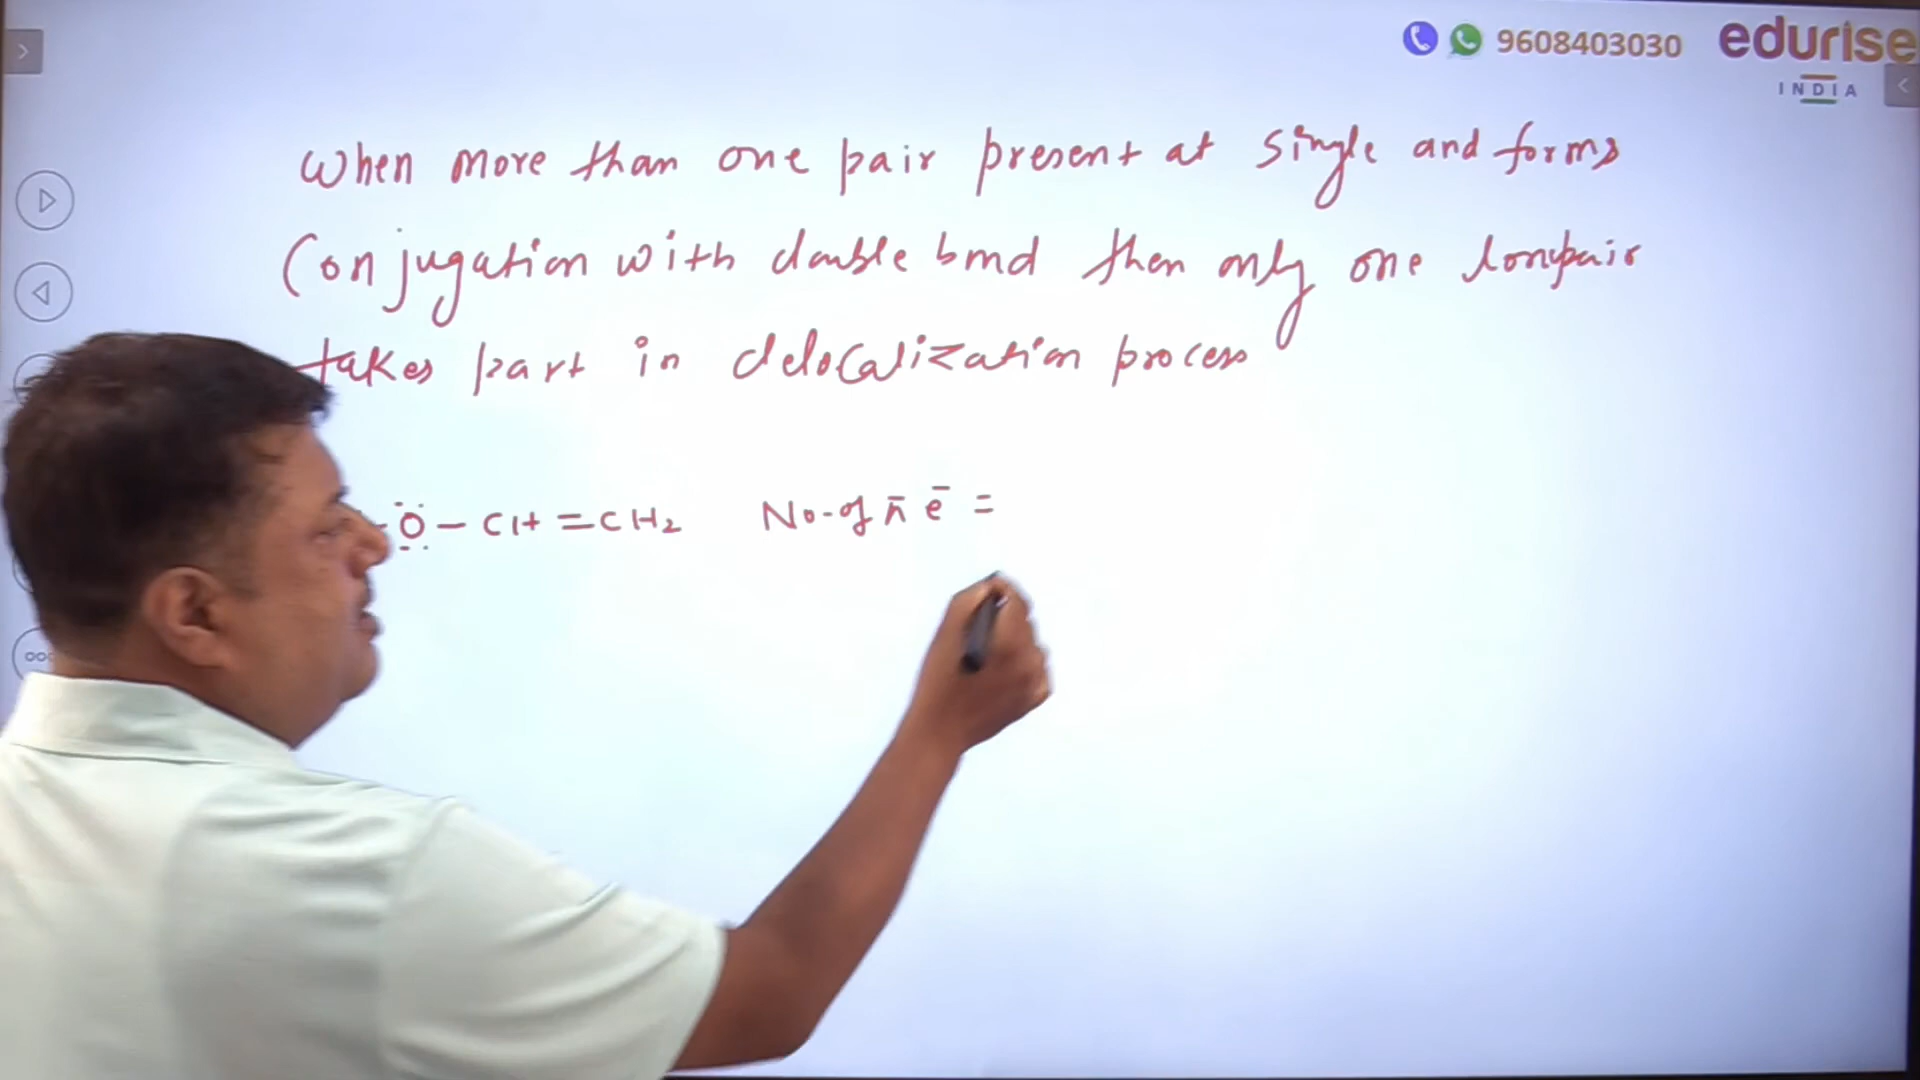 9608403030 edurise
INDIA
When more than one pair present at single and forms
Conjugation with double bond then only one lonepair
takes part in delocalization process
-Ö-CH=CH₂ No-of π e⁻ =